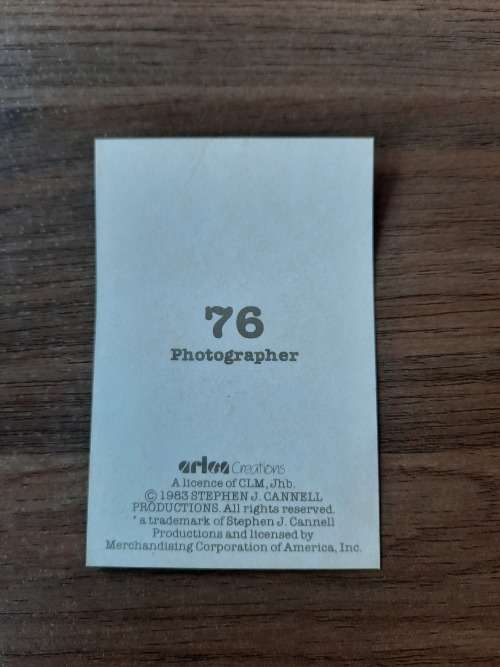 76
Photographer
arlea Creations
A licence of CLM, Jhb.
© 1983 STEPHEN J. CANNELL
PRODUCTIONS. All rights reserved.
* a trademark of Stephen J. Cannell
Productions and licensed by
Merchandising Corporation of America, Inc.